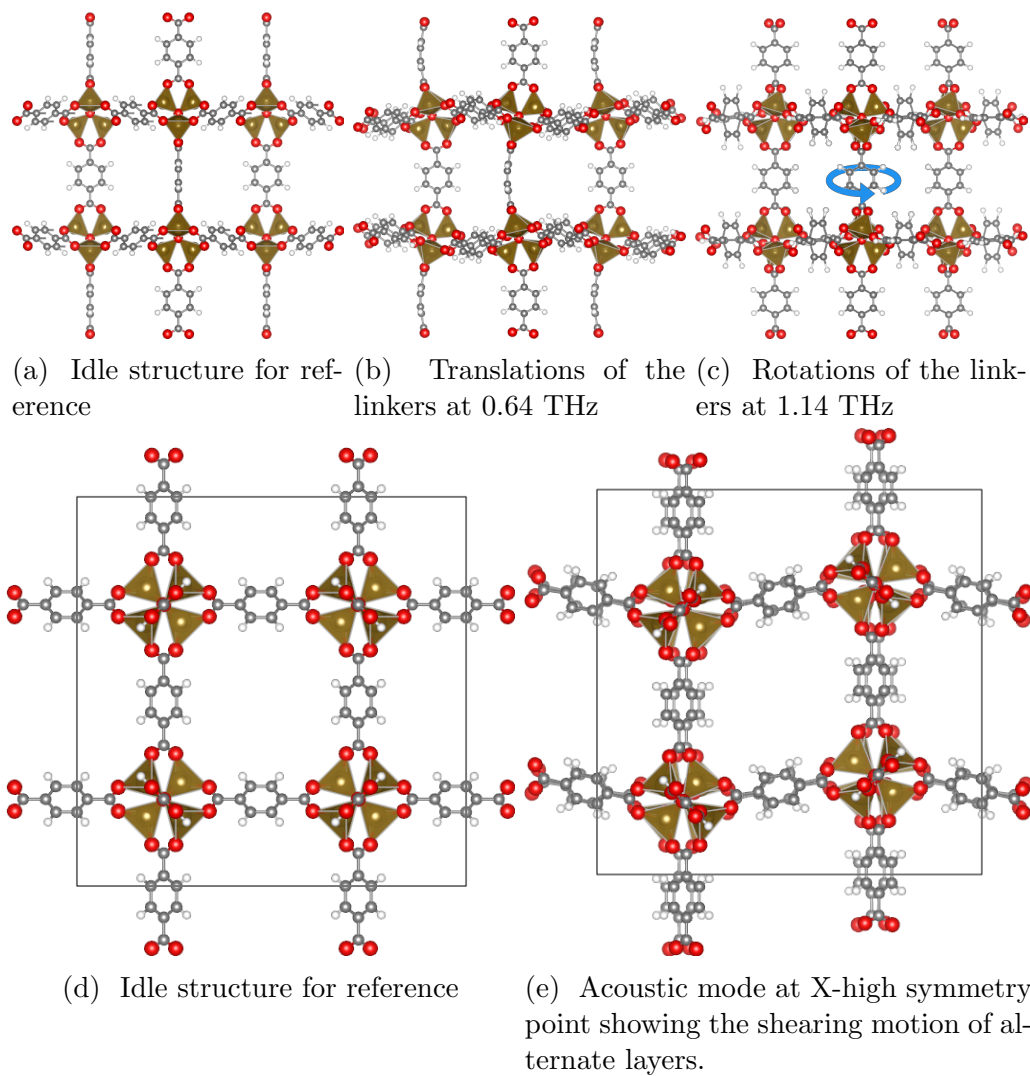 (a) Idle structure for ref-
erence
(b) Translations of the
linkers at 0.64 THz
(c) Rotations of the link-
ers at 1.14 THz
(d) Idle structure for reference
(e) Acoustic mode at X-high symmetry
point showing the shearing motion of al-
ternate layers.